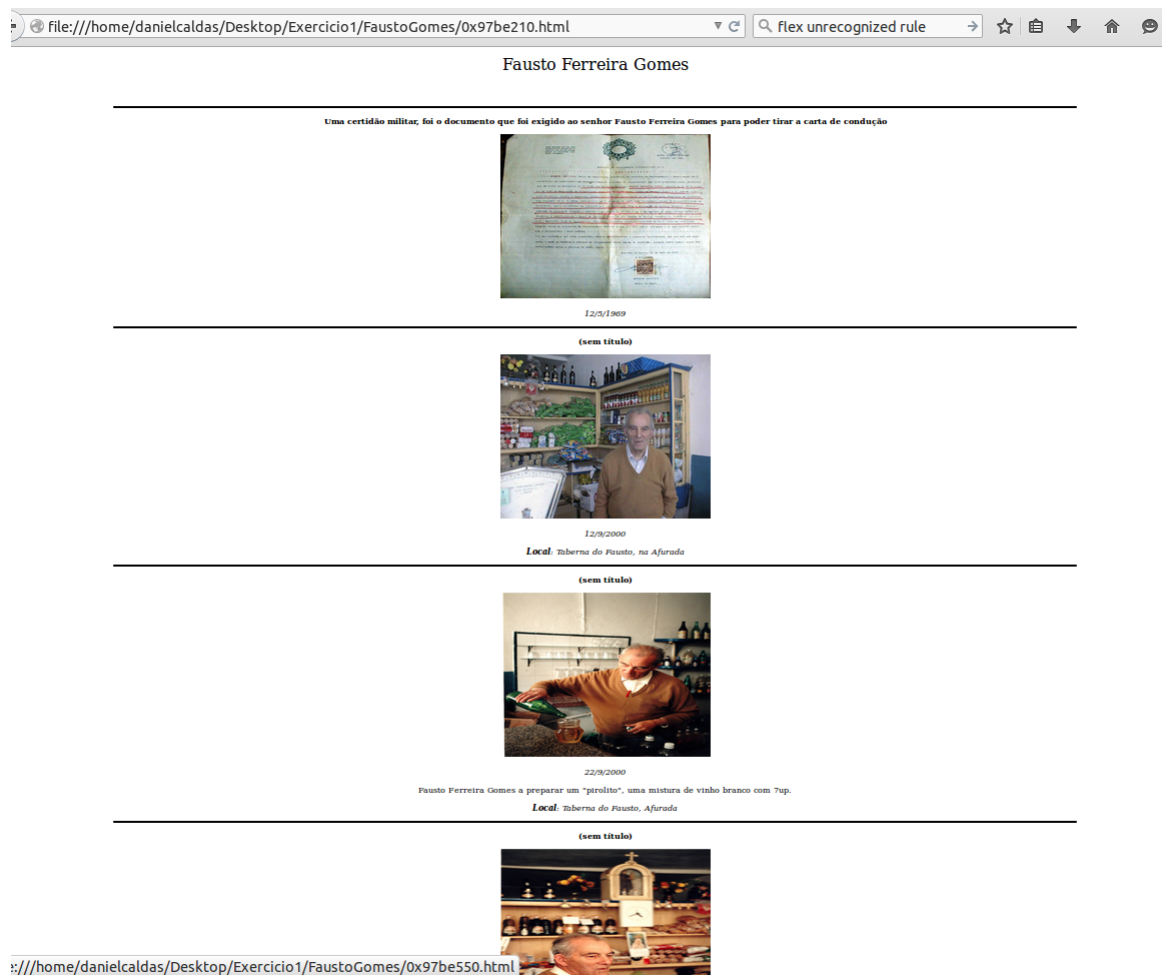 file:///home/danielcaldas/Desktop/Exercicio1/FaustoGomes/0x97be210.html
flex unrecognized rule
Fausto Ferreira Gomes
Uma certidão militar, foi o documento que foi exigido ao senhor Fausto Ferreira Gomes para poder tirar a carta de condução
12/5/1969
(sem título)
12/9/2000
Local: Taberna do Fausto, na Afurada
(sem título)
22/9/2000
Fausto Ferreira Gomes a preparar um "pirolito", uma mistura de vinho branco com 7up.
Local: Taberna do Fausto, Afurada
(sem título)
e:///home/danielcaldas/Desktop/Exercicio1/FaustoGomes/0x97be550.html